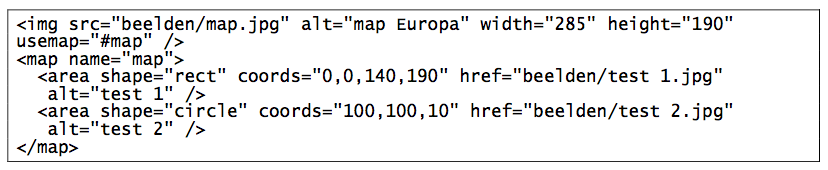 <img src="beelden/map.jpg" alt="map Europa" width="285" height="190"
usemap="#map" />
<map name="map">
  <area shape="rect" coords="0,0,140,190" href="beelden/test 1.jpg"
   alt="test 1" />
  <area shape="circle" coords="100,100,10" href="beelden/test 2.jpg"
   alt="test 2" />
</map>